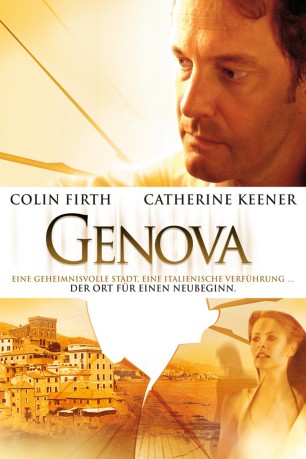 COLIN FIRTH CATHERINE KEENER
GENOVA
EINE GEHEIMNISVOLLE STADT. EINE ITALIENISCHE VERFÜHRUNG ...
DER ORT FÜR EINEN NEUBEGINN.